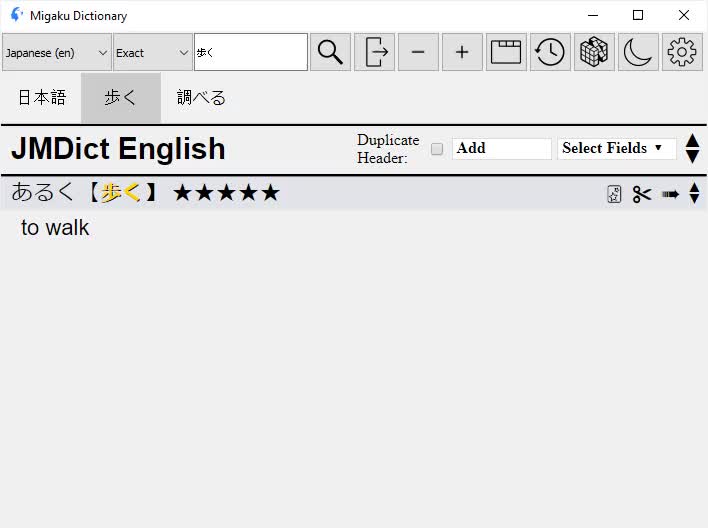 Migaku Dictionary
Japanese (en) Exact 歩く
日本語 歩く 調べる
JMDict English Duplicate Header: Add Select Fields ▼
あるく【歩く】★★★★★
to walk